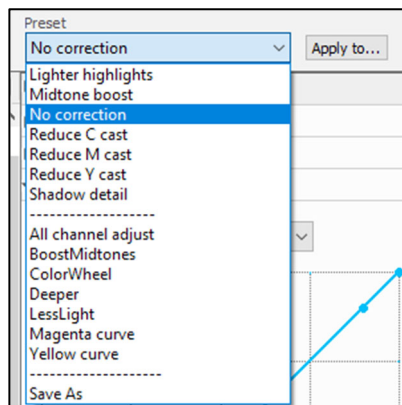 Preset
No correction
Apply to...
Lighter highlights
Midtone boost
No correction
Reduce C cast
Reduce M cast
Reduce Y cast
Shadow detail
-------------------
All channel adjust
BoostMidtones
ColorWheel
Deeper
LessLight
Magenta curve
Yellow curve
--------------------
Save As